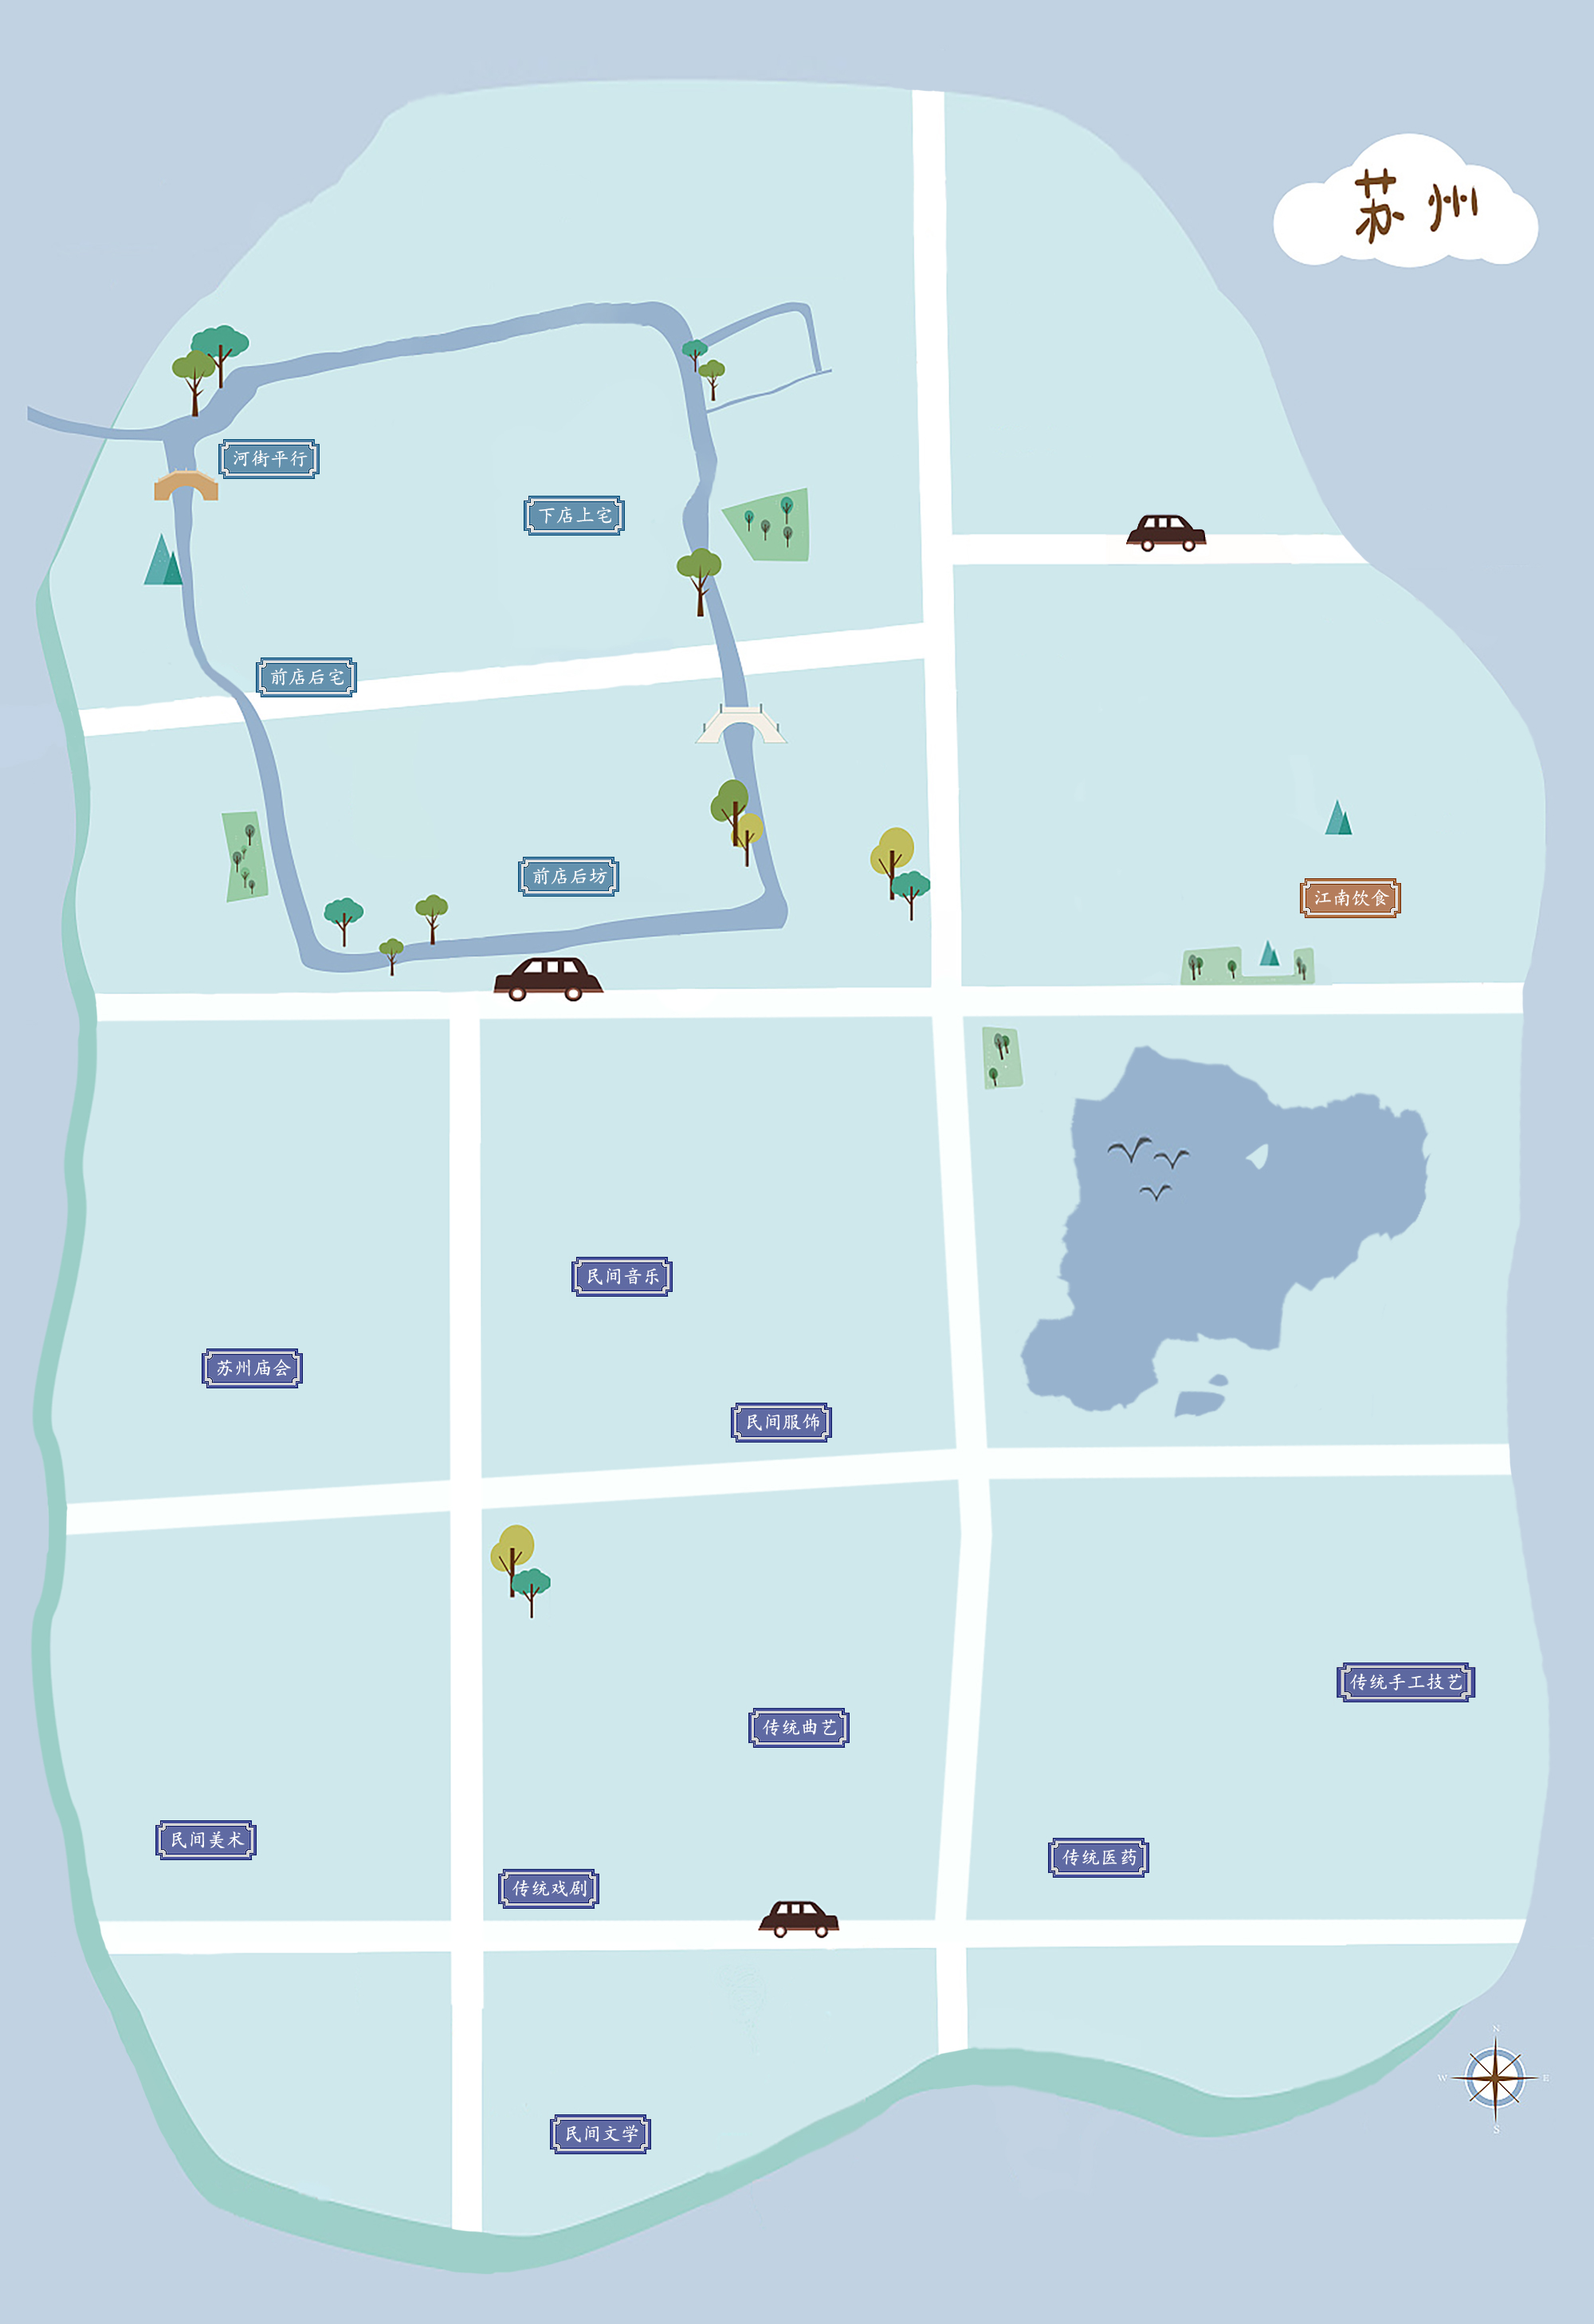 苏州
河街平行
下店上宅
前店后宅
前店后坊
江南饮食
民间音乐
苏州庙会
民间服饰
传统手工技艺
传统曲艺
民间美术
传统医药
传统戏剧
N
W
E
S
民间文学